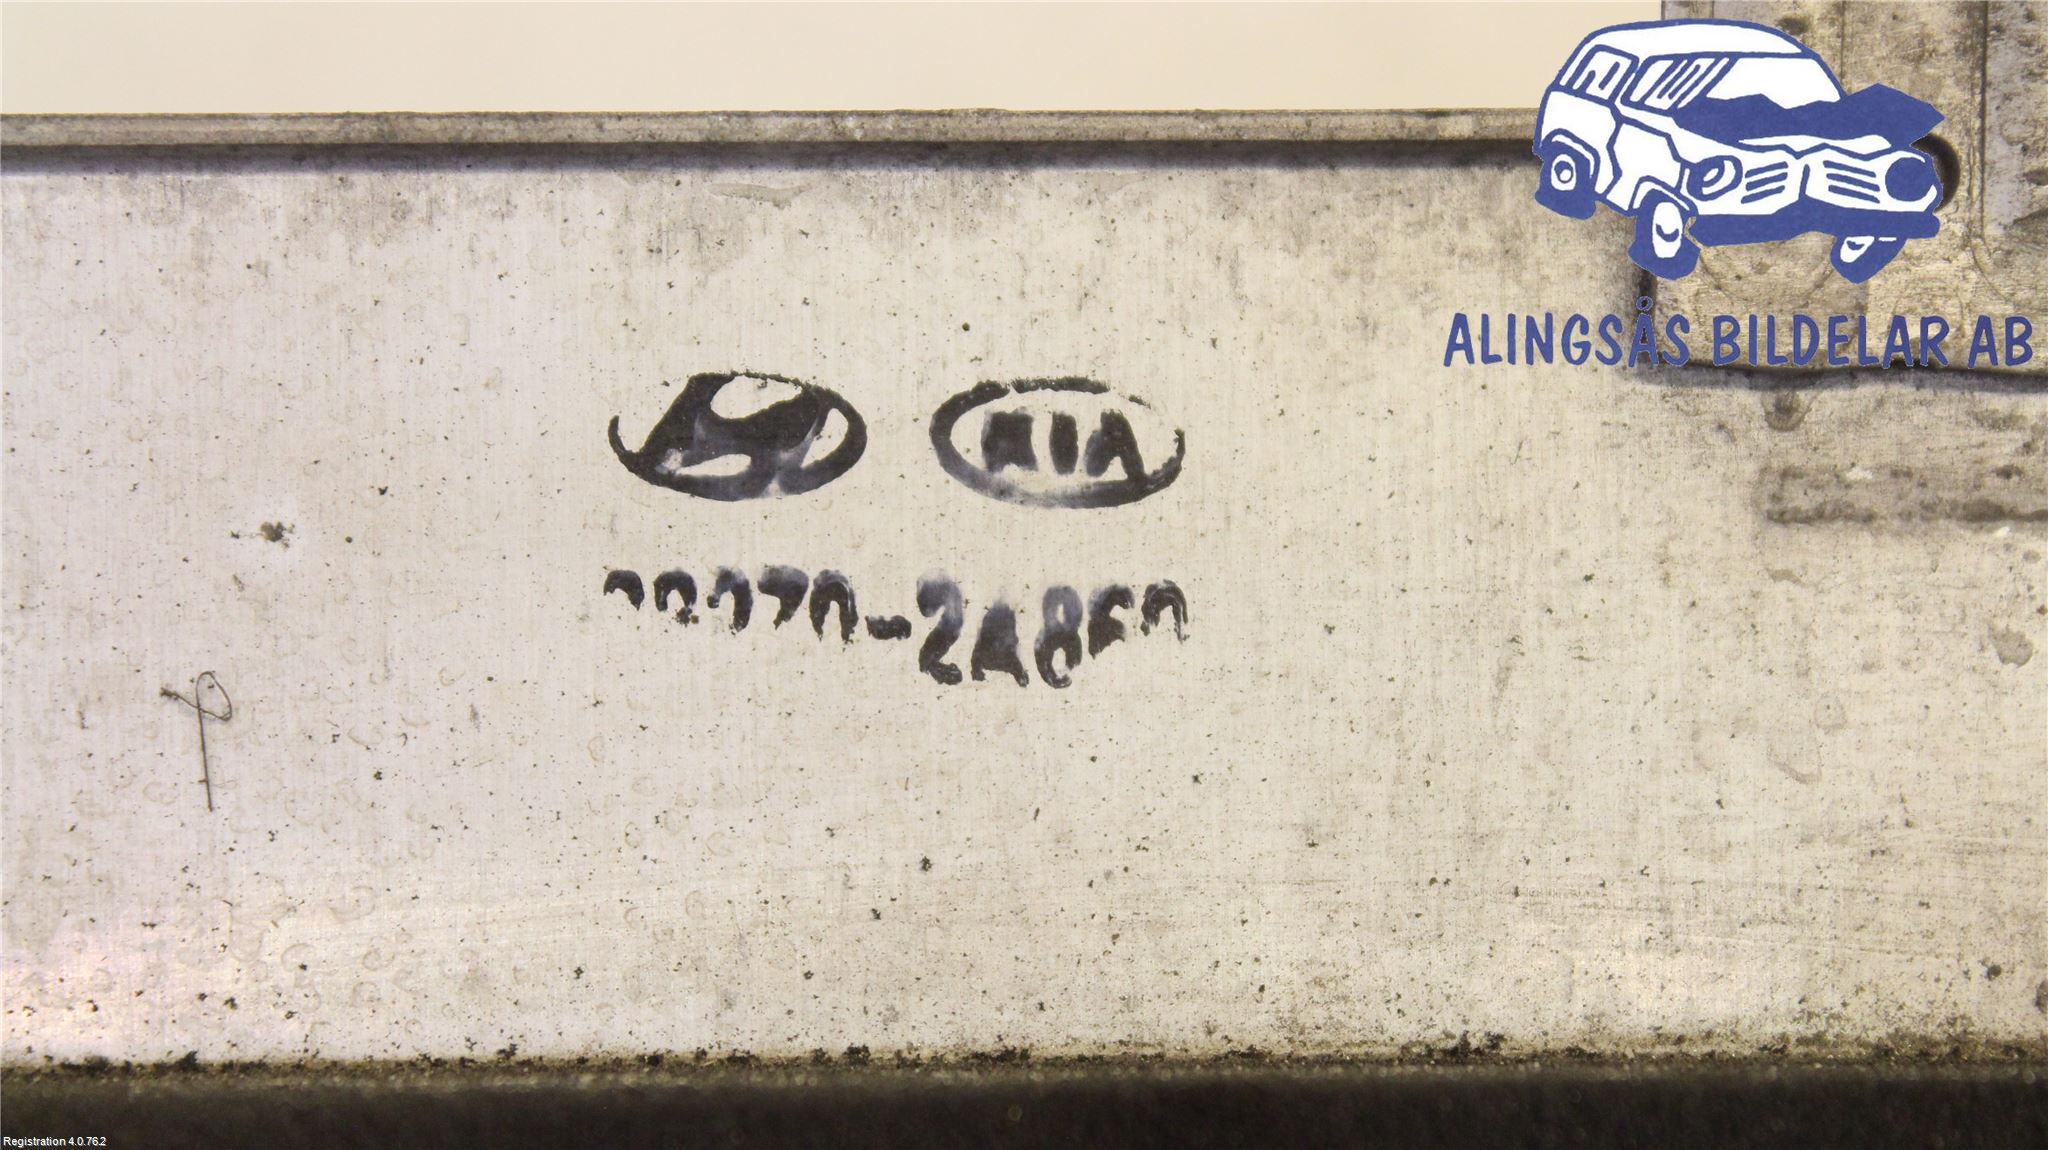 ALINGSÅS BILDELAR AB
KIA
Registration 4.0.76.2